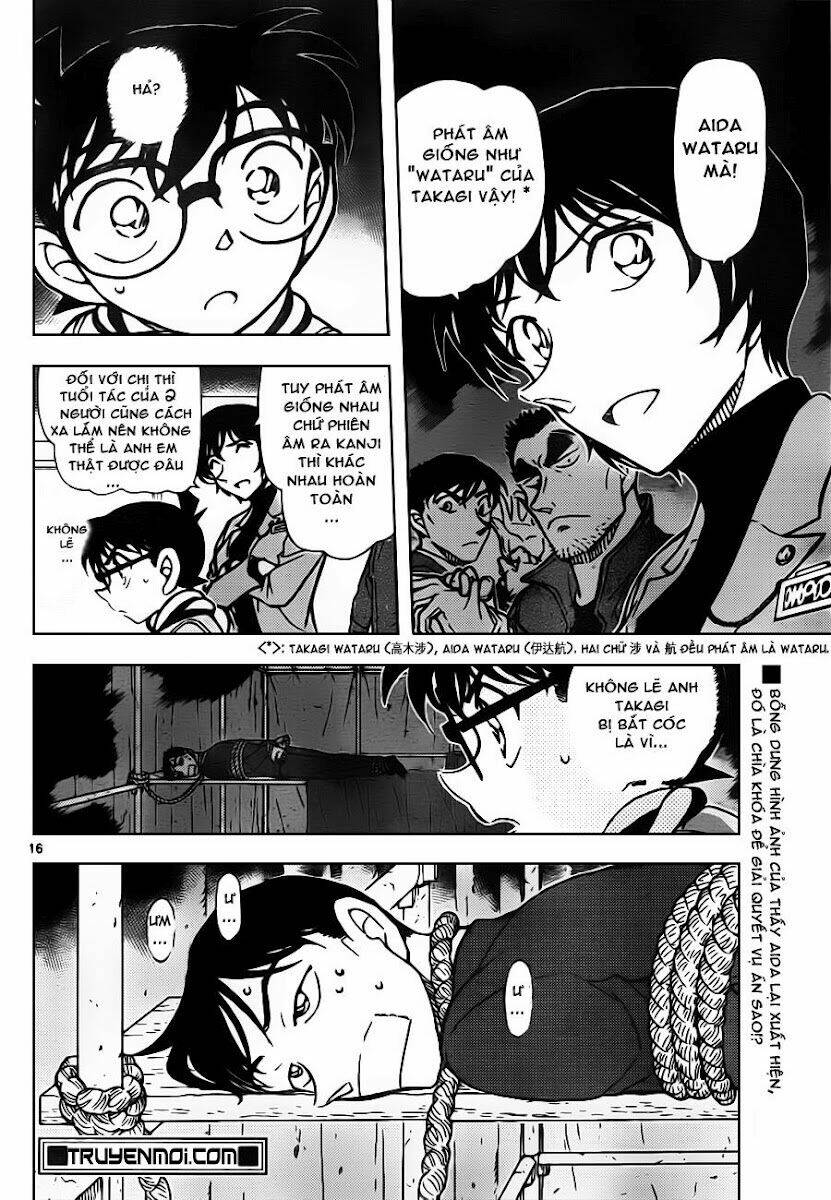 AIDA
WATARU
MÀ!
PHÁT ÂM
GIỐNG NHƯ
"WATARU" CỦA
TAKAGI VẬY! *
HẢ?
TUY PHÁT ÂM
GIỐNG NHAU
CHỮ PHIÊN
ÂM RA KANJI
THÌ KHÁC
NHAU HOÀN
TOÀN
...
ĐỐI VỚI CHỊ THÌ
TUỔI TÁC CỦA 2
NGƯỜI CŨNG CÁCH
XA LẮM NÊN KHÔNG
THỂ LÀ ANH EM
THẬT ĐƯỢC ĐÂU
...
KHÔNG
LẼ
...
<*>: TAKAGI WATARU (高木渉), AIDA WATARU (伊达航). HAI CHỮ 涉 VÀ 航 ĐỀU PHÁT ÂM LÀ WATARU.
KHÔNG LẼ ANH
TAKAGI
BỊ BẮT CÓC
LÀ VÌ...
■BỖNG DƯNG HÌNH ẢNH CỦA THẤY AIDA LẠI XUẤT HIỆN,
ĐÓ LÀ CHÌA KHÓA ĐỂ GIẢI QUYẾT VỤ ÁN SAO!?
16
Ư
...
ƯM
...
Ư
...
TRUYENMOI.COM